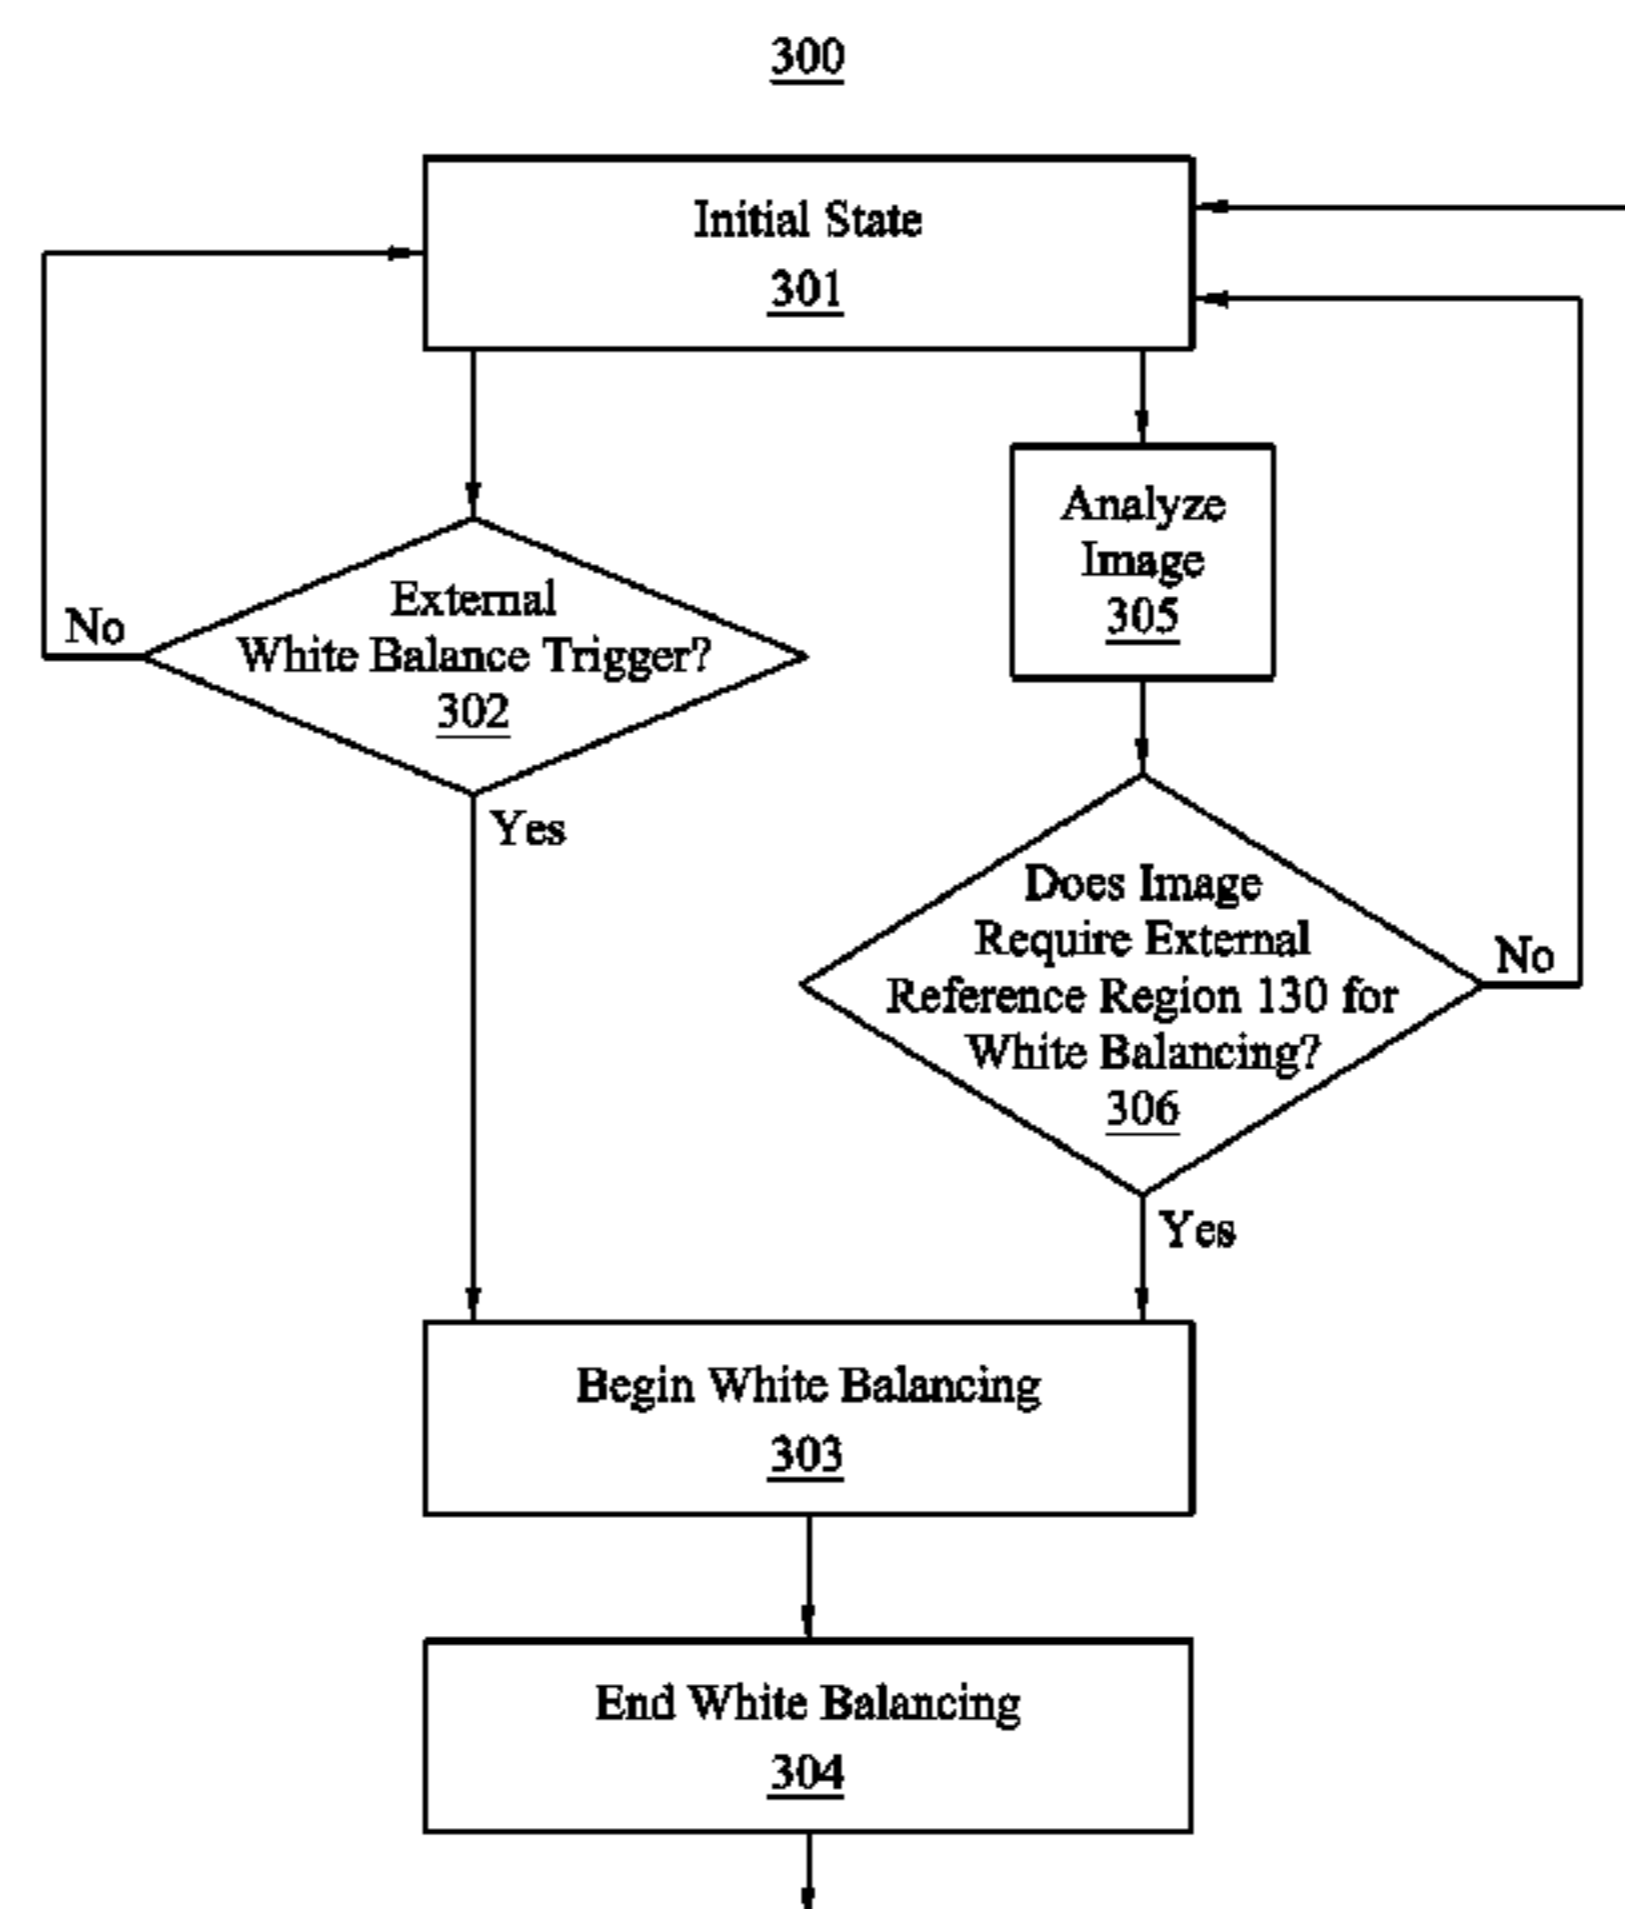 300
Initial State
301
External
White Balance Trigger?
302
No
Yes
Analyze
Image
305
Does Image
Require External
Reference Region 130 for
White Balancing?
306
No
Yes
Begin White Balancing
303
End White Balancing
304